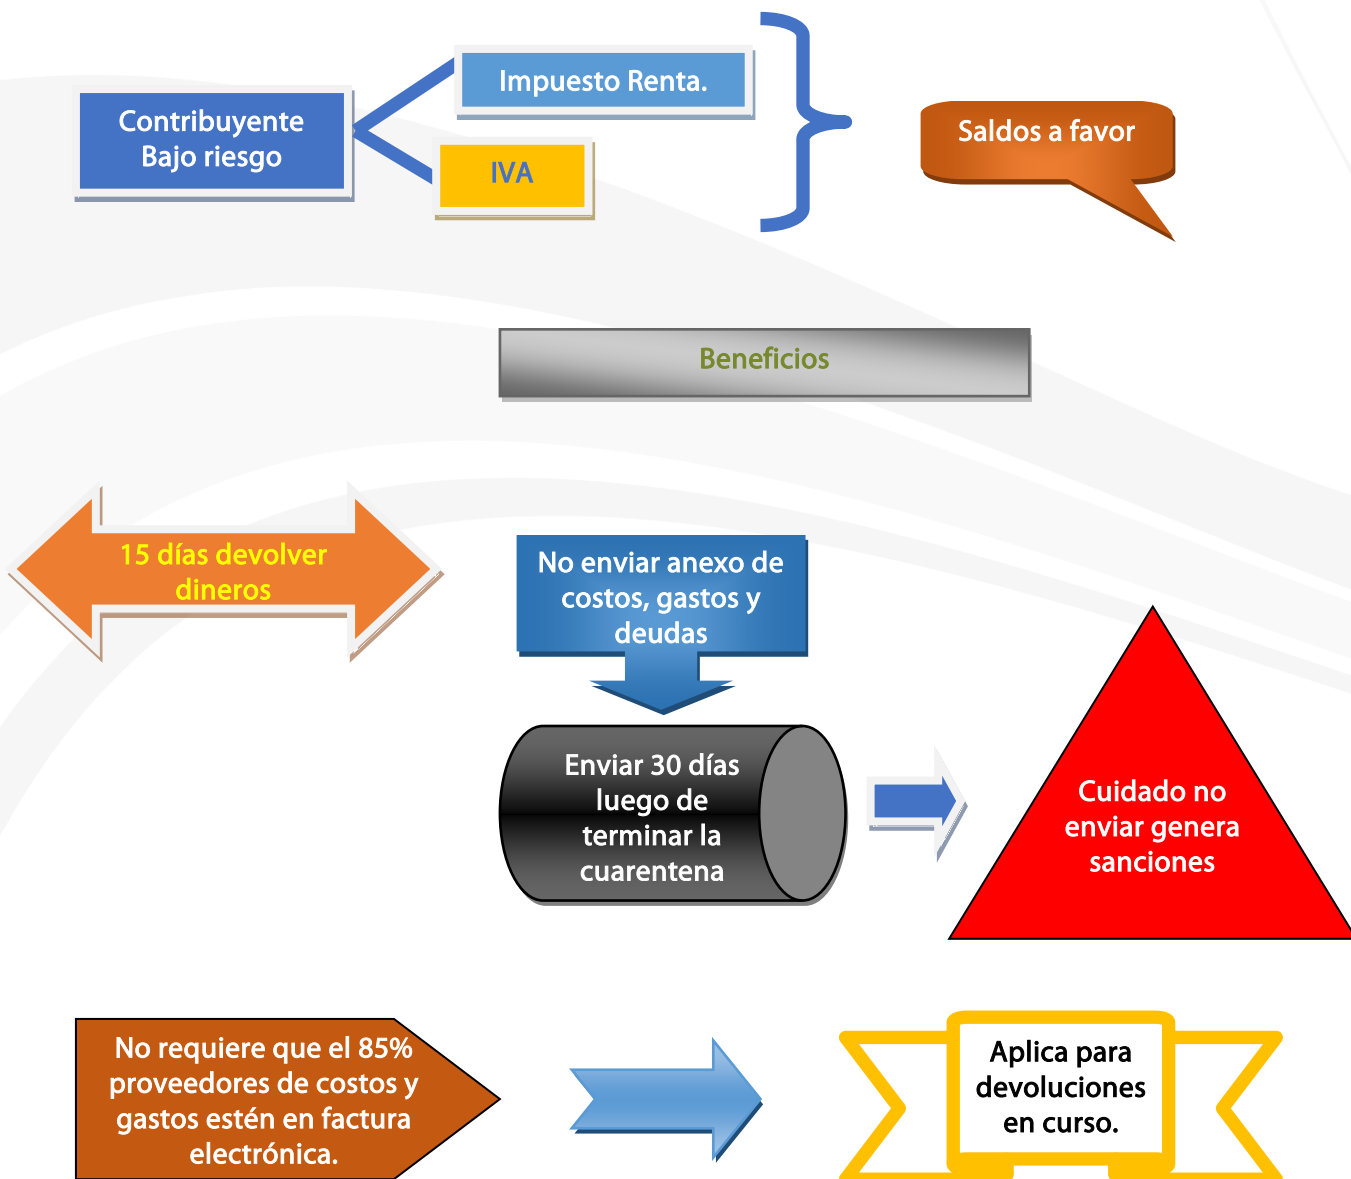 Contribuyente
Bajo riesgo
Impuesto Renta.
IVA
Saldos a favor
Beneficios
15 días devolver
dineros
No enviar anexo de
costos, gastos y
deudas
Enviar 30 días
luego de
terminar la
cuarentena
Cuidado no
enviar genera
sanciones
No requiere que el 85%
proveedores de costos y
gastos estén en factura
electrónica.
Aplica para
devoluciones
en curso.